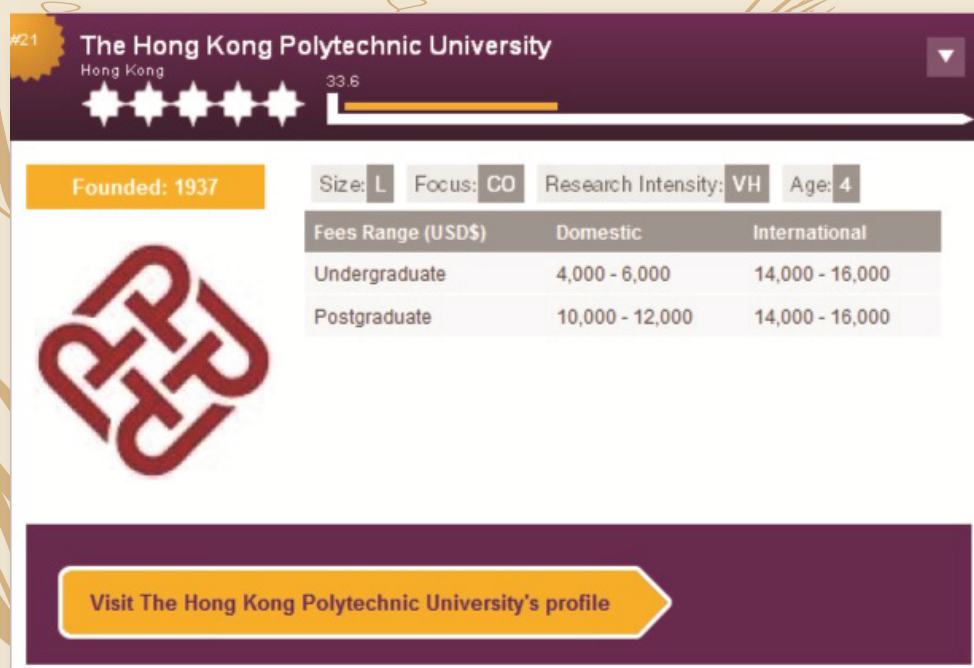 #21
The Hong Kong Polytechnic University
Hong Kong
33.6
Founded: 1937
Size: L Focus: CO Research Intensity: VH Age: 4
Fees Range (USD$) Domestic International
Undergraduate 4,000 - 6,000 14,000 - 16,000
Postgraduate 10,000 - 12,000 14,000 - 16,000
Visit The Hong Kong Polytechnic University's profile